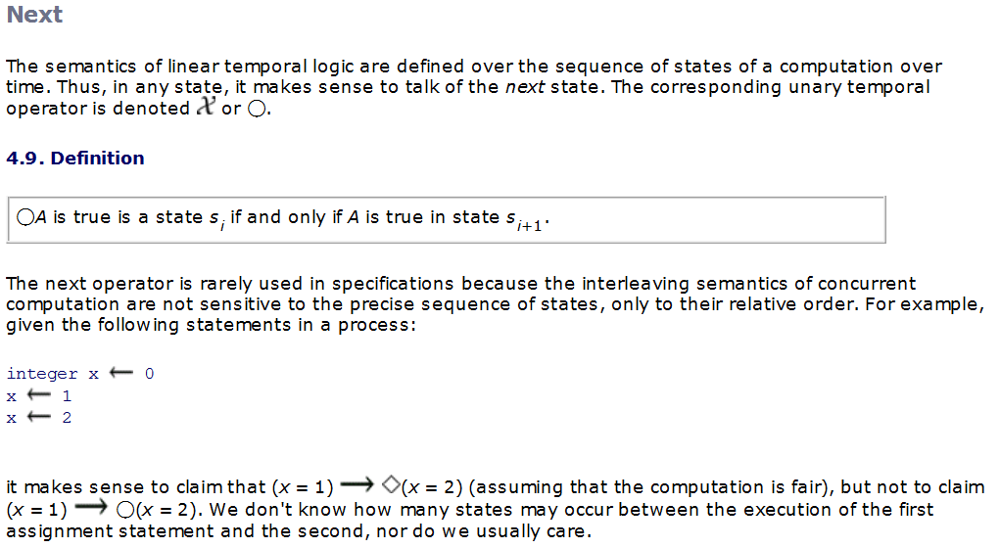 Next
The semantics of linear temporal logic are defined over the sequence of states of a computation over
time. Thus, in any state, it makes sense to talk of the next state. The corresponding unary temporal
operator is denoted 𝒳 or ○.
4.9. Definition
○A is true is a state sᵢ if and only if A is true in state sᵢ₊₁.
The next operator is rarely used in specifications because the interleaving semantics of concurrent
computation are not sensitive to the precise sequence of states, only to their relative order. For example,
given the following statements in a process:
integer x ← 0
x ← 1
x ← 2
it makes sense to claim that (x = 1) → ◇(x = 2) (assuming that the computation is fair), but not to claim
(x = 1) → ○(x = 2). We don't know how many states may occur between the execution of the first
assignment statement and the second, nor do we usually care.